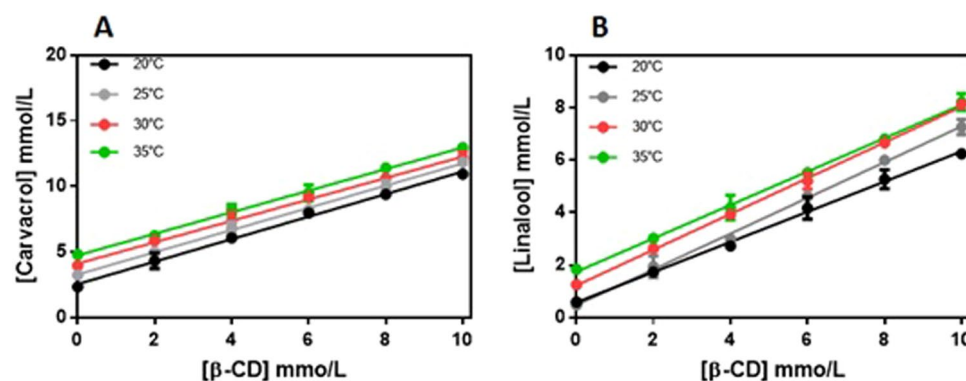 A
[Carvacrol] mmol/L
20
15
10
5
0
20°C
25°C
30°C
35°C
0 2 4 6 8 10
[β-CD] mmo/L
B
[Linalool] mmol/L
10
8
6
4
2
0
20°C
25°C
30°C
35°C
0 2 4 6 8 10
[β-CD] mmo/L